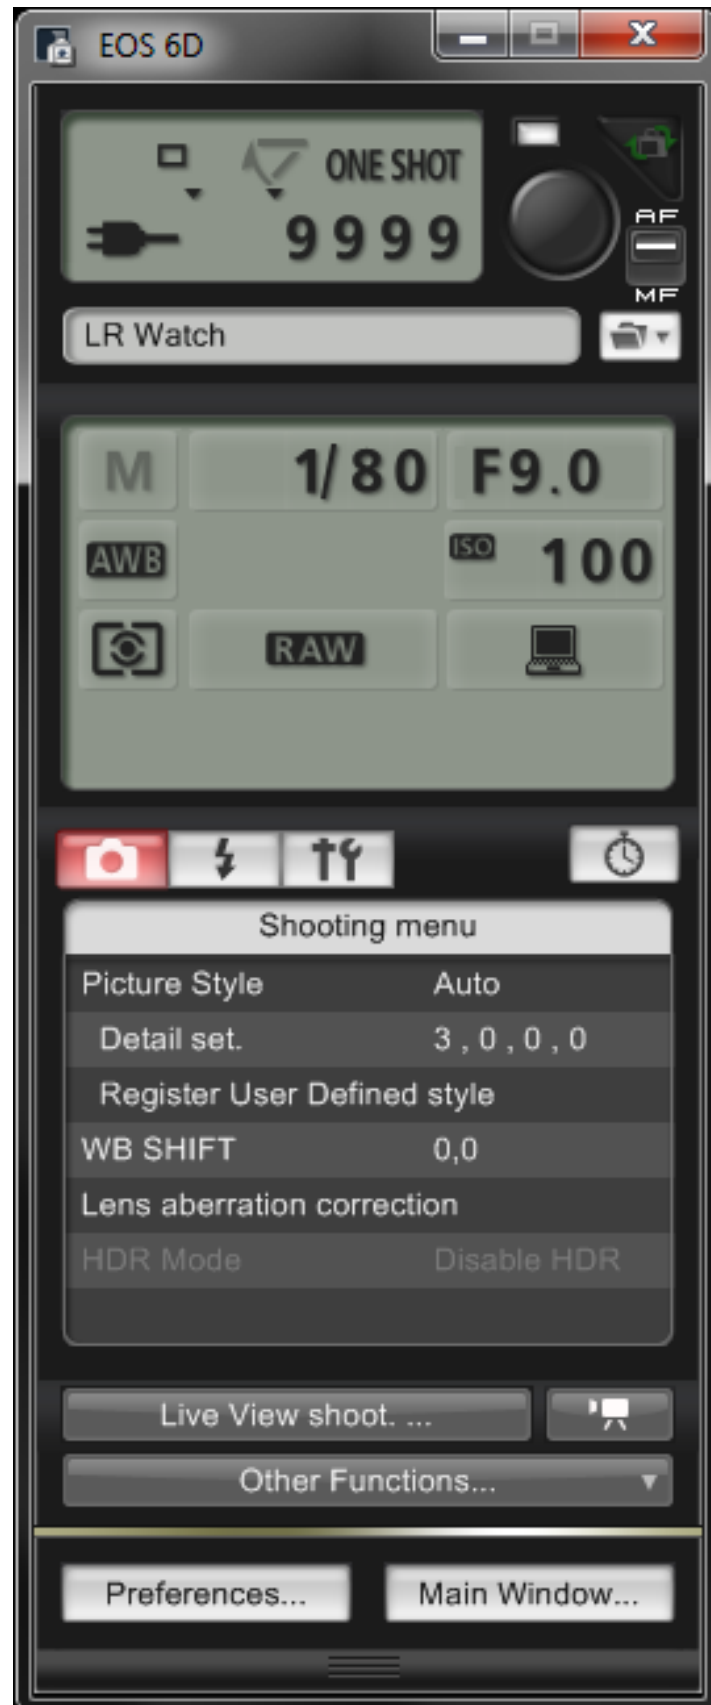 EOS 6D
ONE SHOT
9999
AF
MF
LR Watch
M 1/80 F9.0
AWB ISO 100
RAW
Shooting menu
Picture Style Auto
Detail set. 3 , 0 , 0 , 0
Register User Defined style
WB SHIFT 0,0
Lens aberration correction
HDR Mode Disable HDR
Live View shoot. ...
Other Functions...
Preferences... Main Window...